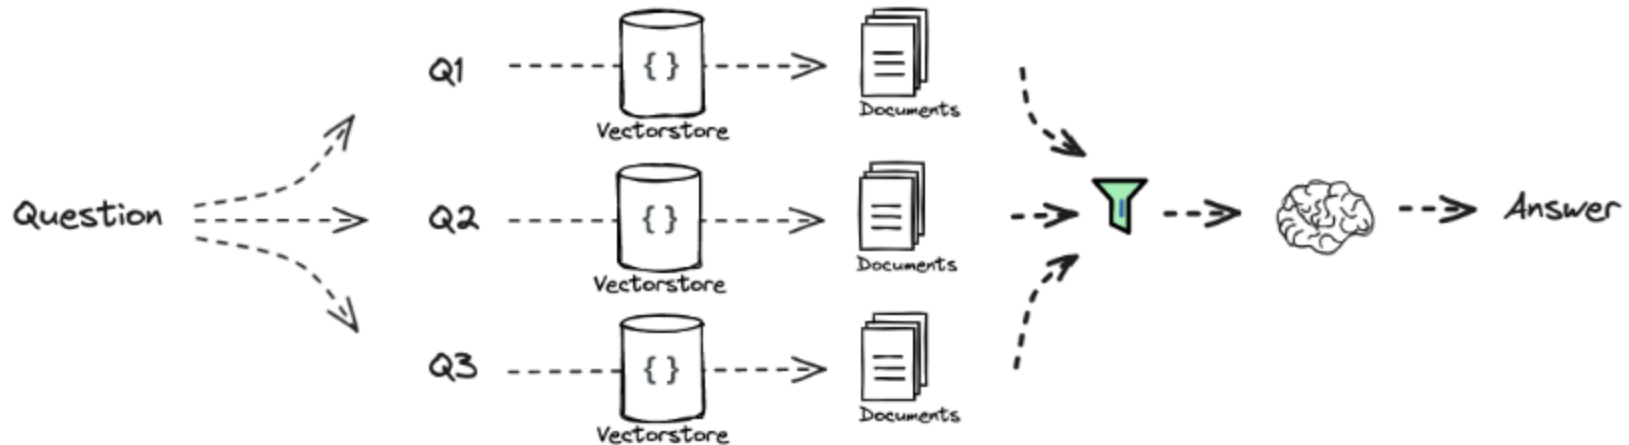 Q1
{ }
Vectorstore
Documents
Question
Q2
{ }
Vectorstore
Documents
Answer
Q3
{ }
Vectorstore
Documents